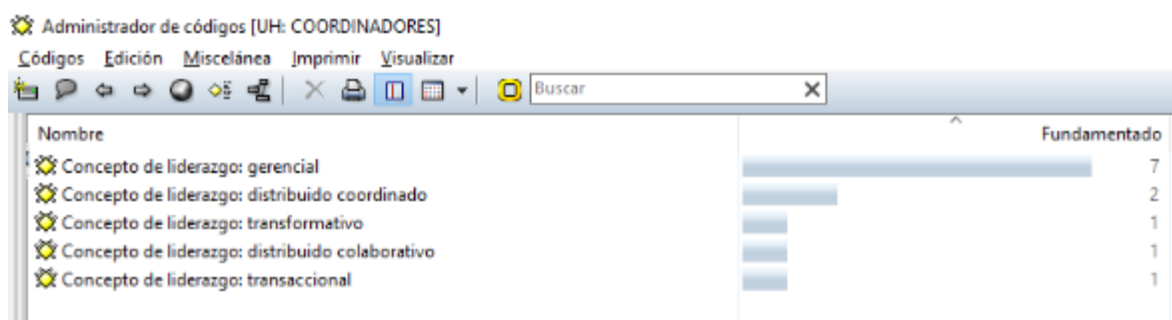 Administrador de códigos [UH: COORDINADORES]
Códigos Edición Miscelánea Imprimir Visualizar
Buscar
Nombre Fundamentado
Concepto de liderazgo: gerencial 7
Concepto de liderazgo: distribuido coordinado 2
Concepto de liderazgo: transformativo 1
Concepto de liderazgo: distribuido colaborativo 1
Concepto de liderazgo: transaccional 1